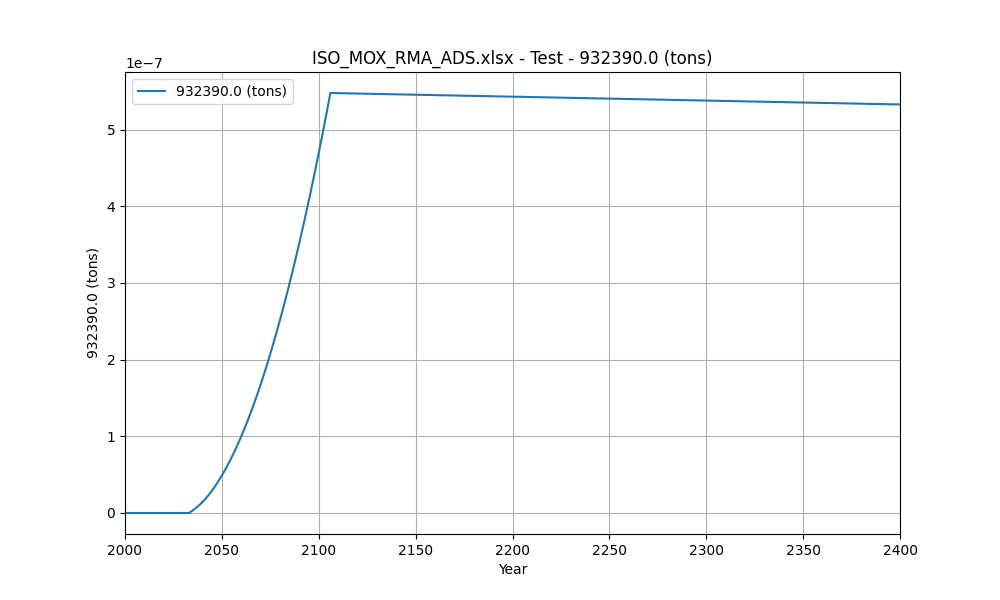 ISO_MOX_RMA_ADS.xlsx - Test - 932390.0 (tons)
1e−7
932390.0 (tons)
5
4
3
2
1
0
932390.0 (tons)
2000 2050 2100 2150 2200 2250 2300 2350 2400
Year